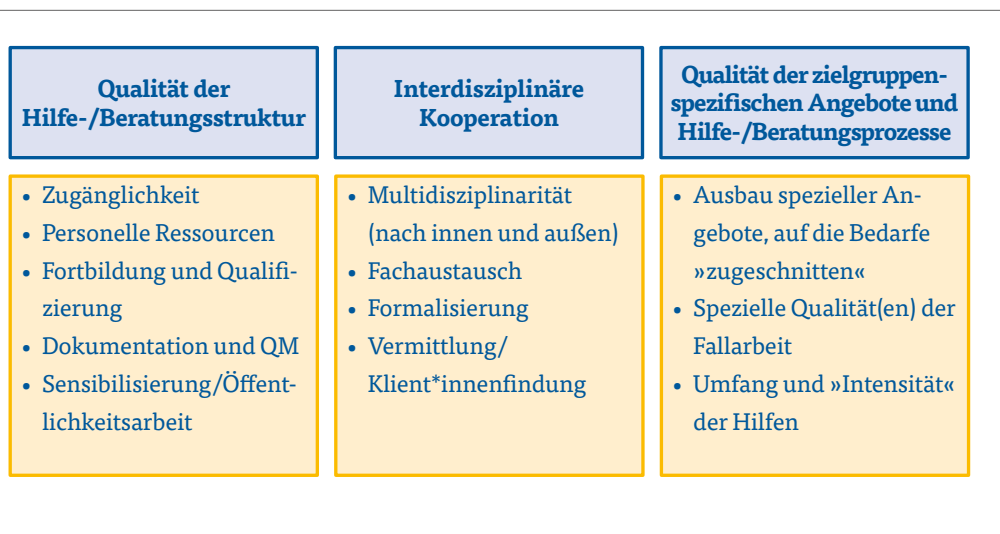 Qualität der
Hilfe-/Beratungsstruktur
• Zugänglichkeit
• Personelle Ressourcen
• Fortbildung und Qualifi-
zierung
• Dokumentation und QM
• Sensibilisierung/Öffent-
lichkeitsarbeit
Interdisziplinäre
Kooperation
• Multidisziplinarität
(nach innen und außen)
• Fachaustausch
• Formalisierung
• Vermittlung/
Klient*innenfindung
Qualität der zielgruppen-
spezifischen Angebote und
Hilfe-/Beratungsprozesse
• Ausbau spezieller An-
gebote, auf die Bedarfe
»zugeschnitten«
• Spezielle Qualität(en) der
Fallarbeit
• Umfang und »Intensität«
der Hilfen